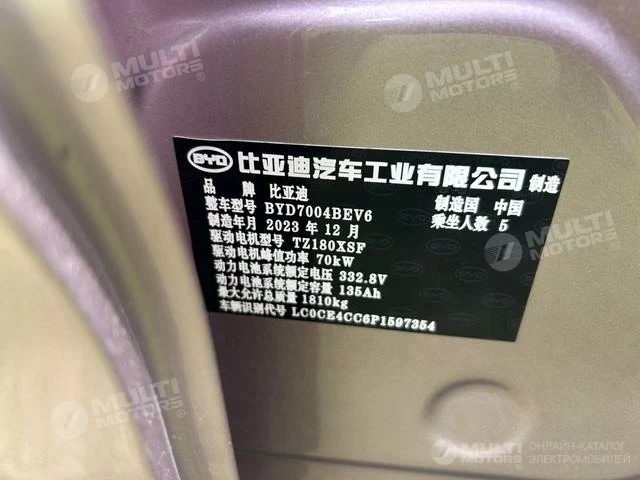 MULTI
MOTORS®
MULTI
MOTORS®
BYD 比亚迪汽车工业有限公司 制造
品 牌 比亚迪 制造国 中国
整车型号 BYD7004BEV6 乘坐人数 5
制造年月 2023 年 12 月
驱动电机型号 TZ180XSF
驱动电机峰值功率 70kW
动力电池系统额定电压 332.8V
动力电池系统额定容量 135Ah
最大允许总质量 1810kg
车辆识别代号 LC0CE4CC6P1597354
MULTI
MOTORS
MULTI
MOTORS
ОНЛАЙН-КАТАЛОГ
ЭЛЕКТРОМОБИЛЕЙ